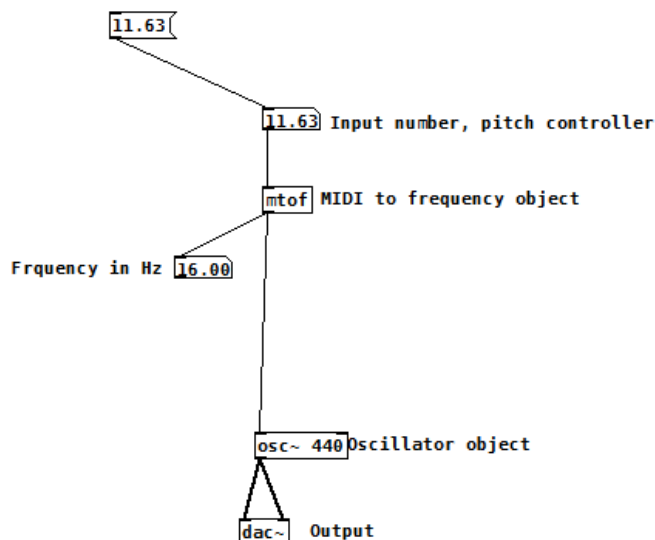 11.63
11.63 Input number, pitch controller
mtof MIDI to frequency object
Frquency in Hz 16.00
osc~ 440 Oscillator object
dac~ Output